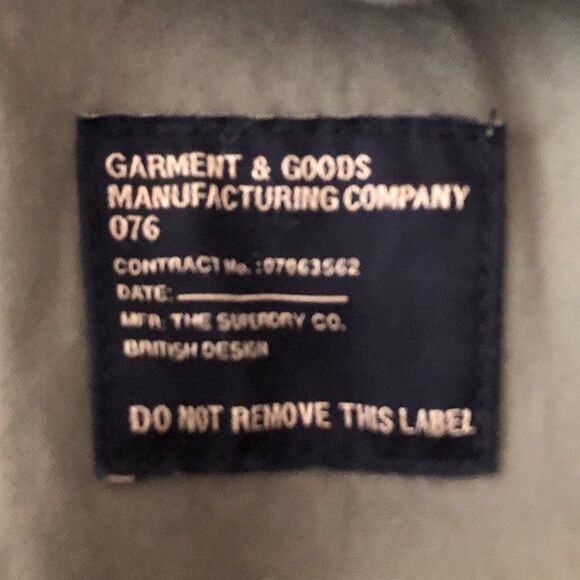 GARMENT & GOODS
MANUFACTURING COMPANY
076
CONTRACT No. :07063562
DATE:
MFR: THE SUPERDRY CO.
BRITISH DESIGN
DO NOT REMOVE THIS LABEL